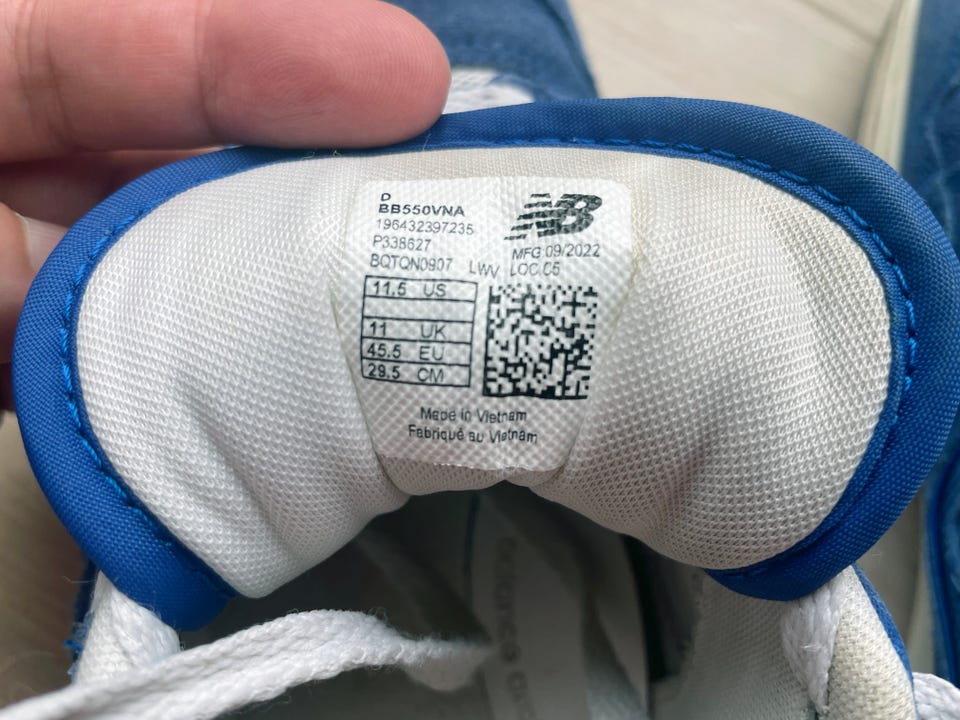 D
BB550VNA
196432397235
P338627
BQTQN0907 LWV
NB
MFG:09/2022
LOC:C5
11.5 US
11 UK
45.5 EU
29.5 CM
Made in Vietnam
Fabriqué au Vietnam